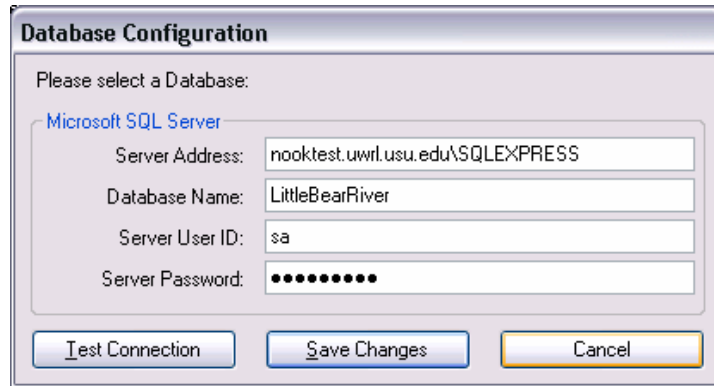 Database Configuration
Please select a Database:
Microsoft SQL Server
Server Address: nooktest.uwrl.usu.edu\SQLEXPRESS
Database Name: LittleBearRiver
Server User ID: sa
Server Password: ●●●●●●●●●
Test Connection Save Changes Cancel